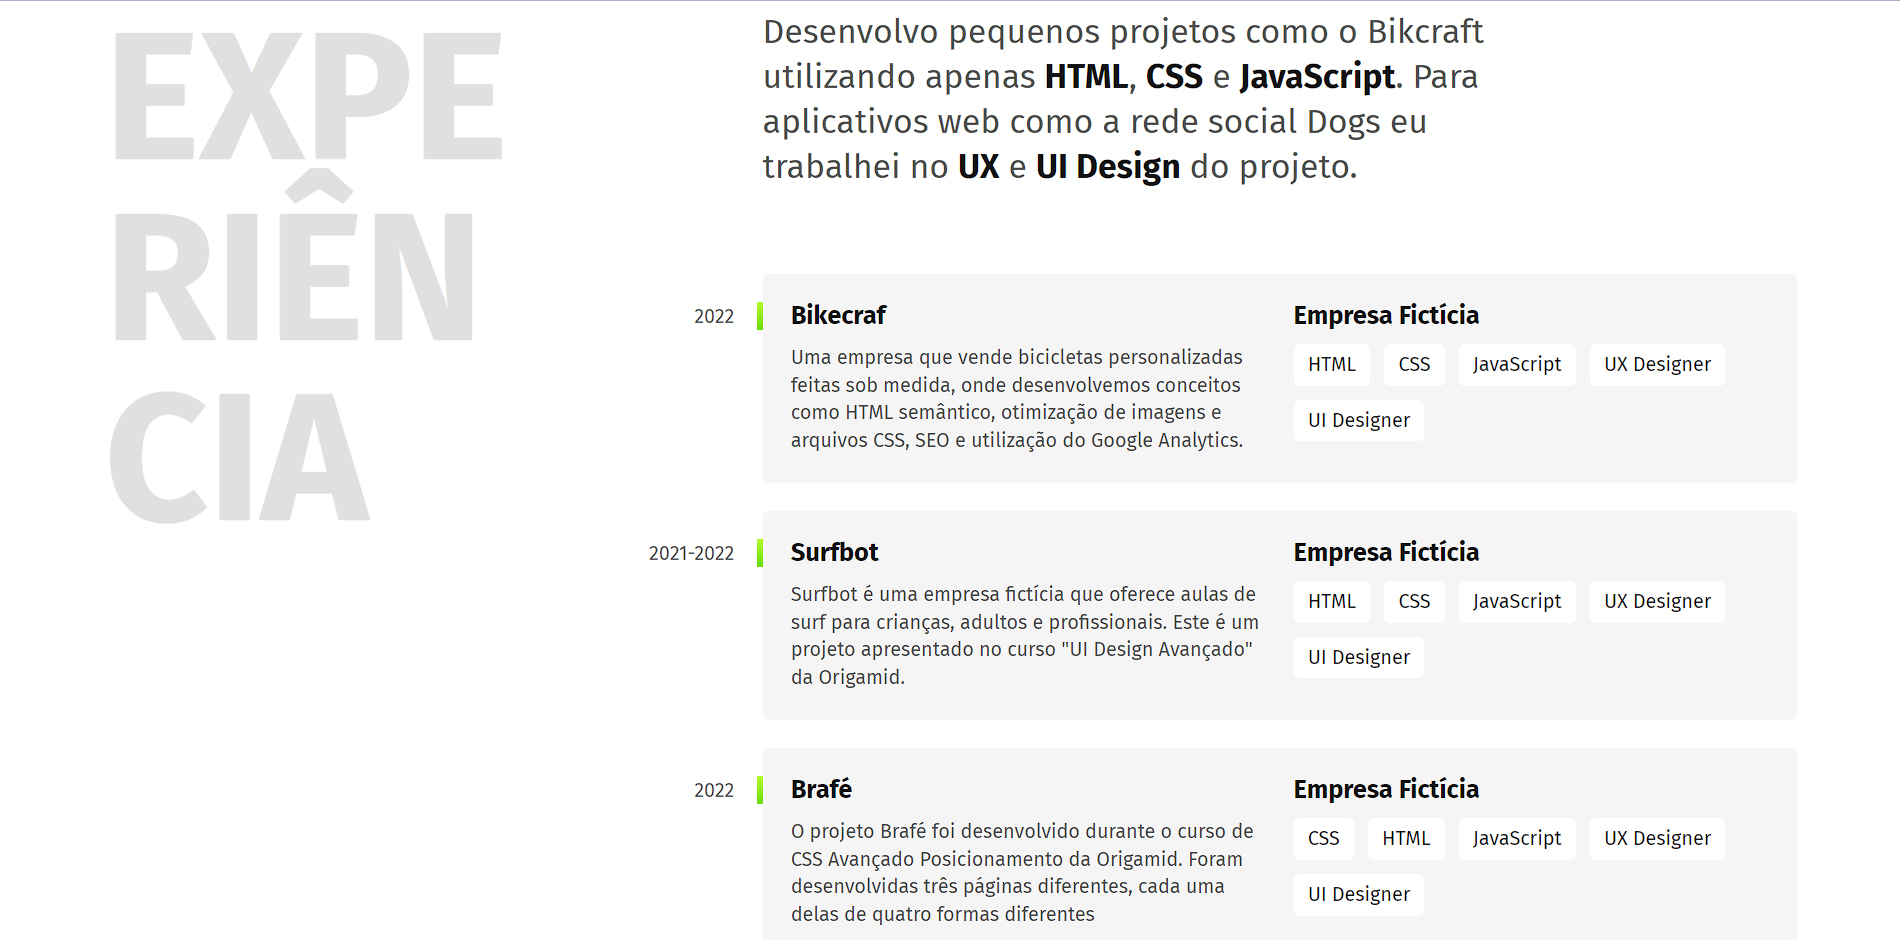 EXPE
RIÊN
CIA
Desenvolvo pequenos projetos como o Bikcraft
utilizando apenas HTML, CSS e JavaScript. Para
aplicativos web como a rede social Dogs eu
trabalhei no UX e UI Design do projeto.
2022
Bikecraf
Uma empresa que vende bicicletas personalizadas
feitas sob medida, onde desenvolvemos conceitos
como HTML semântico, otimização de imagens e
arquivos CSS, SEO e utilização do Google Analytics.
Empresa Fictícia
HTML CSS JavaScript UX Designer
UI Designer
2021-2022
Surfbot
Surfbot é uma empresa fictícia que oferece aulas de
surf para crianças, adultos e profissionais. Este é um
projeto apresentado no curso "UI Design Avançado"
da Origamid.
Empresa Fictícia
HTML CSS JavaScript UX Designer
UI Designer
2022
Brafé
O projeto Brafé foi desenvolvido durante o curso de
CSS Avançado Posicionamento da Origamid. Foram
desenvolvidas três páginas diferentes, cada uma
delas de quatro formas diferentes
Empresa Fictícia
CSS HTML JavaScript UX Designer
UI Designer